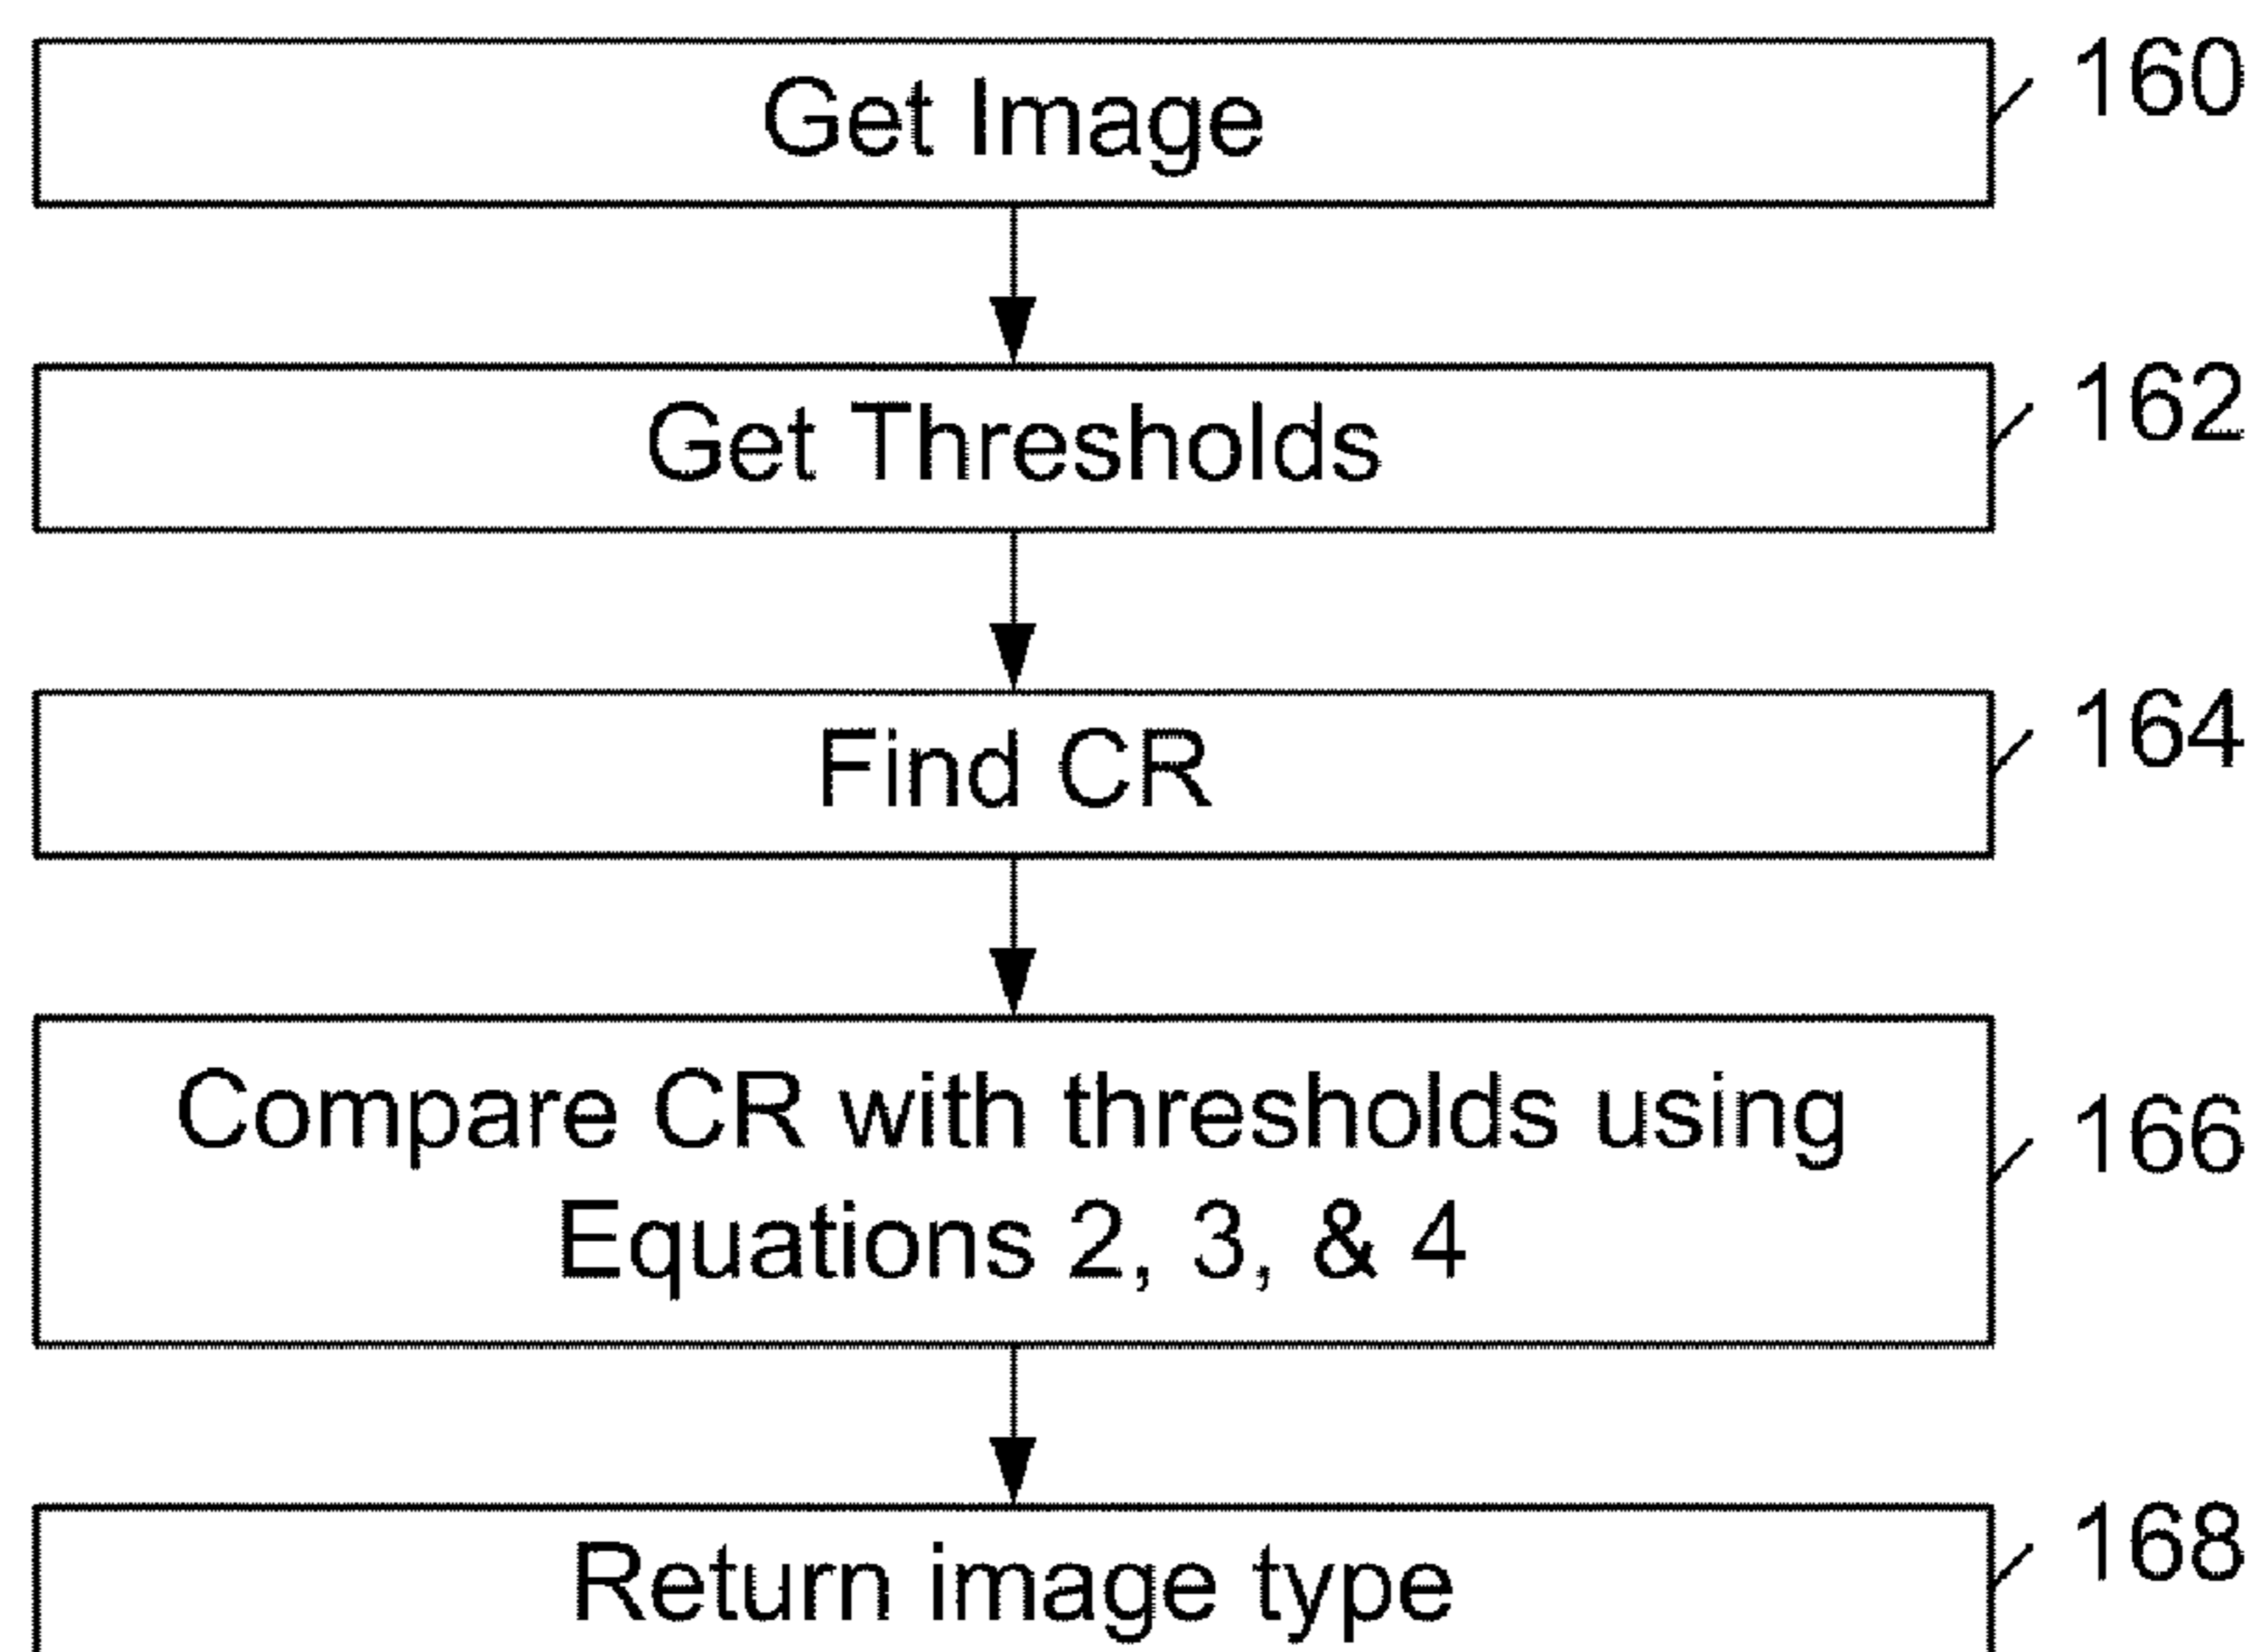 Get Image
160
Get Thresholds
162
Find CR
164
Compare CR with thresholds using
Equations 2, 3, & 4
166
Return image type
168